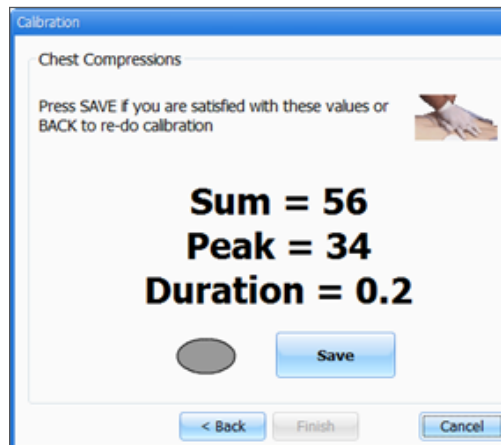 Calibration
Chest Compressions
Press SAVE if you are satisfied with these values or
BACK to re-do calibration
Sum = 56
Peak = 34
Duration = 0.2
Save
< Back Finish Cancel